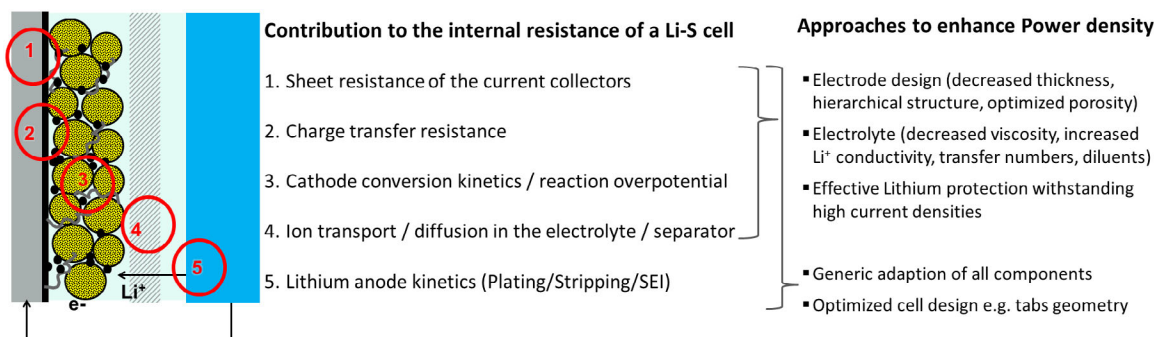 1
2
3
4
5
Li+
e-
Contribution to the internal resistance of a Li-S cell
1. Sheet resistance of the current collectors
2. Charge transfer resistance
3. Cathode conversion kinetics / reaction overpotential
4. Ion transport / diffusion in the electrolyte / separator
5. Lithium anode kinetics (Plating/Stripping/SEI)
Approaches to enhance Power density
▪Electrode design (decreased thickness,
hierarchical structure, optimized porosity)
▪Electrolyte (decreased viscosity, increased
Li+ conductivity, transfer numbers, diluents)
▪Effective Lithium protection withstanding
high current densities
▪Generic adaption of all components
▪Optimized cell design e.g. tabs geometry